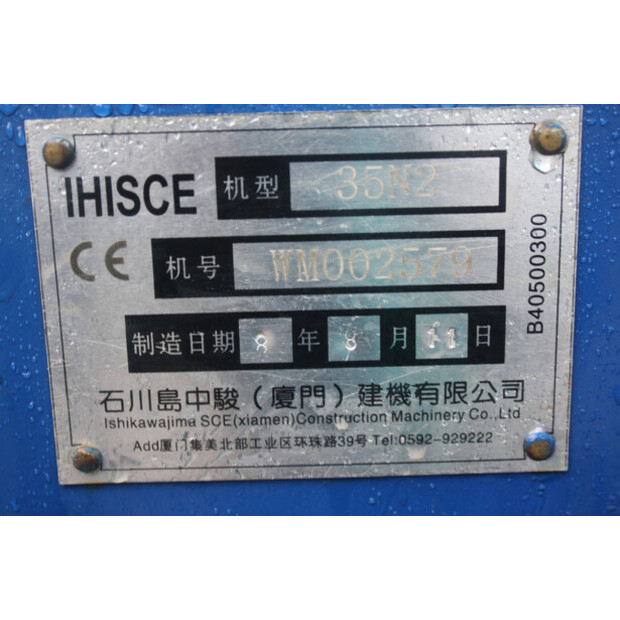 IHISCE 机型 35N2
CE 机号 WM002579
制造日期 8 年 8 月 11 日
B40500300
石川島中駿（廈門）建機有限公司
Ishikawajima SCE(xiamen)Construction Machinery Co.,Ltd
Add厦门集美北部工业区环珠路39号·Tel:0592-929222